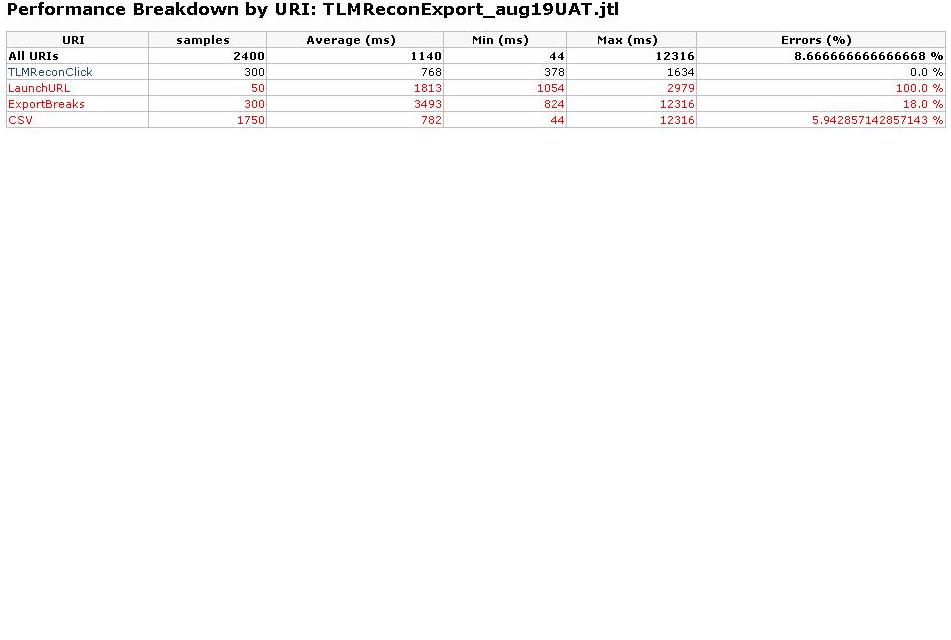 Performance Breakdown by URI: TLMReconExport_aug19UAT.jtl
URI samples Average (ms) Min (ms) Max (ms) Errors (%)
All URIs 2400 1140 44 12316 8.666666666666668 %
TLMReconClick 300 768 378 1634 0.0 %
LaunchURL 50 1813 1054 2979 100.0 %
ExportBreaks 300 3493 824 12316 18.0 %
CSV 1750 782 44 12316 5.942857142857143 %